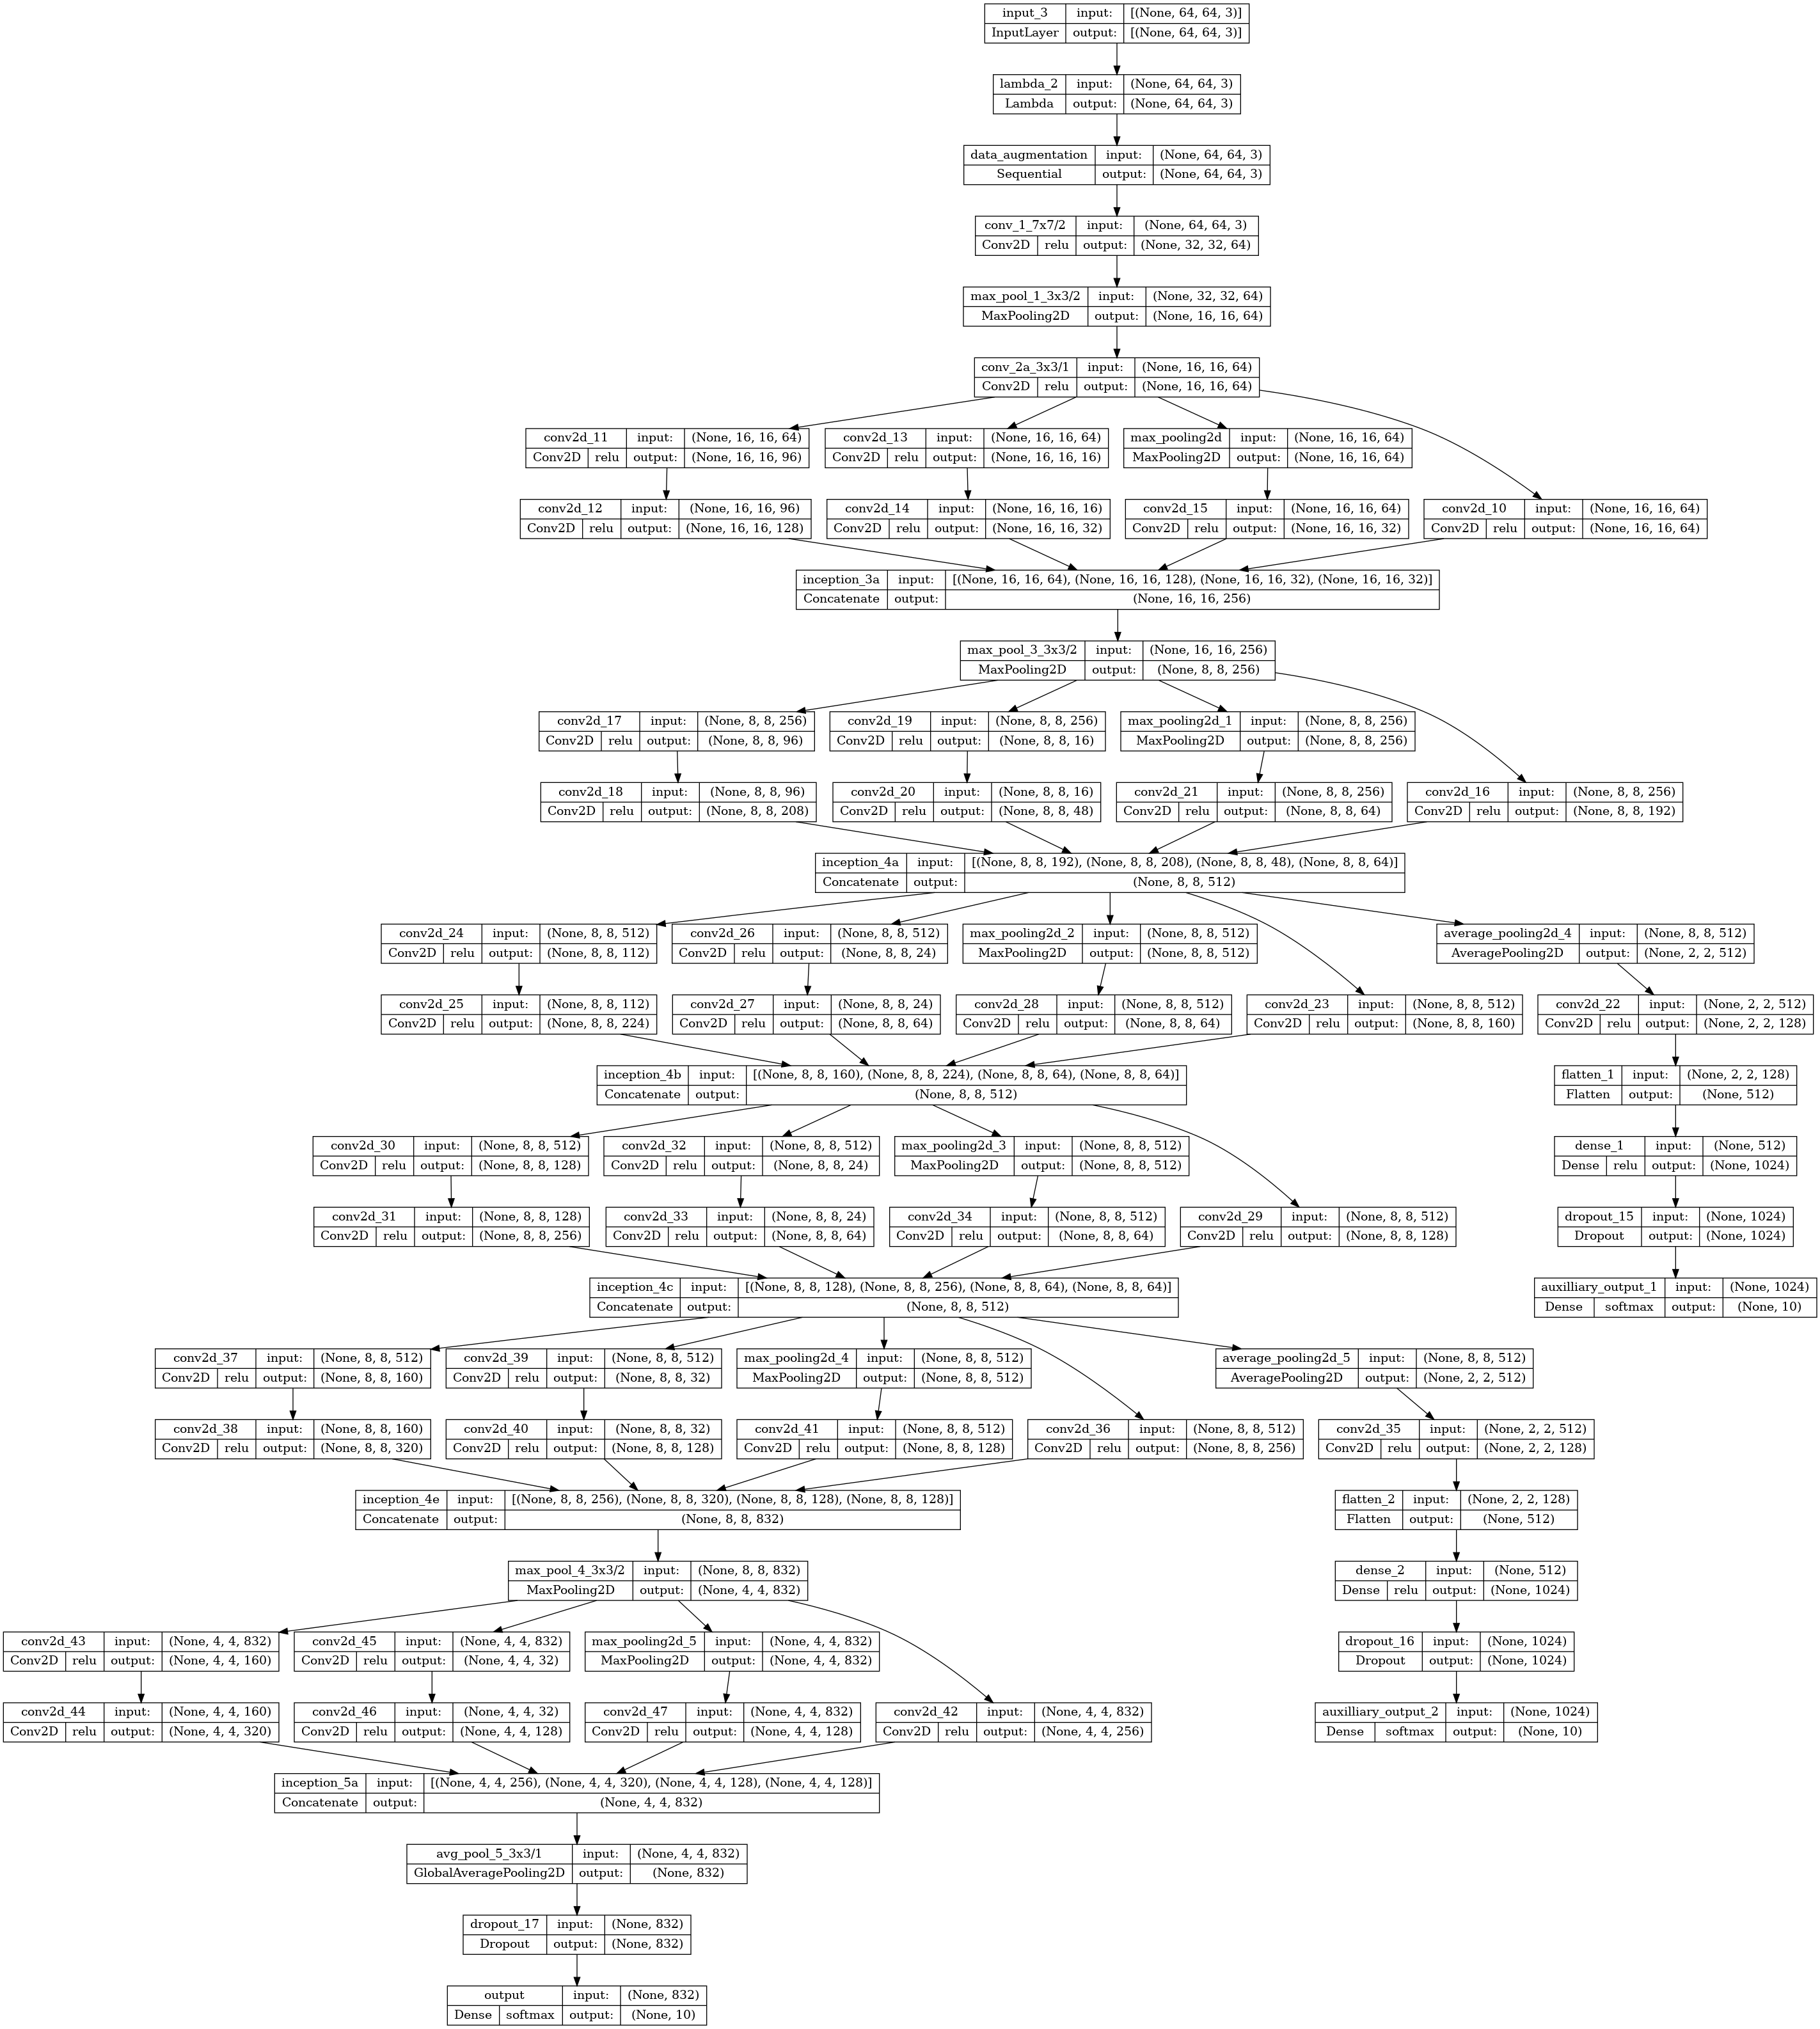 input_3 input: [(None, 64, 64, 3)]
InputLayer output: [(None, 64, 64, 3)]
lambda_2 input: (None, 64, 64, 3)
Lambda output: (None, 64, 64, 3)
data_augmentation input: (None, 64, 64, 3)
Sequential output: (None, 64, 64, 3)
conv_1_7x7/2 input: (None, 64, 64, 3)
Conv2D relu output: (None, 32, 32, 64)
max_pool_1_3x3/2 input: (None, 32, 32, 64)
MaxPooling2D output: (None, 16, 16, 64)
conv_2a_3x3/1 input: (None, 16, 16, 64)
Conv2D relu output: (None, 16, 16, 64)
conv2d_11 input: (None, 16, 16, 64)
Conv2D relu output: (None, 16, 16, 96)
conv2d_13 input: (None, 16, 16, 64)
Conv2D relu output: (None, 16, 16, 16)
max_pooling2d input: (None, 16, 16, 64)
MaxPooling2D output: (None, 16, 16, 64)
conv2d_12 input: (None, 16, 16, 96)
Conv2D relu output: (None, 16, 16, 128)
conv2d_14 input: (None, 16, 16, 16)
Conv2D relu output: (None, 16, 16, 32)
conv2d_15 input: (None, 16, 16, 64)
Conv2D relu output: (None, 16, 16, 32)
conv2d_10 input: (None, 16, 16, 64)
Conv2D relu output: (None, 16, 16, 64)
inception_3a input: [(None, 16, 16, 64), (None, 16, 16, 128), (None, 16, 16, 32), (None, 16, 16, 32)]
Concatenate output: (None, 16, 16, 256)
max_pool_3_3x3/2 input: (None, 16, 16, 256)
MaxPooling2D output: (None, 8, 8, 256)
conv2d_17 input: (None, 8, 8, 256)
Conv2D relu output: (None, 8, 8, 96)
conv2d_19 input: (None, 8, 8, 256)
Conv2D relu output: (None, 8, 8, 16)
max_pooling2d_1 input: (None, 8, 8, 256)
MaxPooling2D output: (None, 8, 8, 256)
conv2d_18 input: (None, 8, 8, 96)
Conv2D relu output: (None, 8, 8, 208)
conv2d_20 input: (None, 8, 8, 16)
Conv2D relu output: (None, 8, 8, 48)
conv2d_21 input: (None, 8, 8, 256)
Conv2D relu output: (None, 8, 8, 64)
conv2d_16 input: (None, 8, 8, 256)
Conv2D relu output: (None, 8, 8, 192)
inception_4a input: [(None, 8, 8, 192), (None, 8, 8, 208), (None, 8, 8, 48), (None, 8, 8, 64)]
Concatenate output: (None, 8, 8, 512)
conv2d_24 input: (None, 8, 8, 512)
Conv2D relu output: (None, 8, 8, 112)
conv2d_26 input: (None, 8, 8, 512)
Conv2D relu output: (None, 8, 8, 24)
max_pooling2d_2 input: (None, 8, 8, 512)
MaxPooling2D output: (None, 8, 8, 512)
average_pooling2d_4 input: (None, 8, 8, 512)
AveragePooling2D output: (None, 2, 2, 512)
conv2d_25 input: (None, 8, 8, 112)
Conv2D relu output: (None, 8, 8, 224)
conv2d_27 input: (None, 8, 8, 24)
Conv2D relu output: (None, 8, 8, 64)
conv2d_28 input: (None, 8, 8, 512)
Conv2D relu output: (None, 8, 8, 64)
conv2d_23 input: (None, 8, 8, 512)
Conv2D relu output: (None, 8, 8, 160)
conv2d_22 input: (None, 2, 2, 512)
Conv2D relu output: (None, 2, 2, 128)
inception_4b input: [(None, 8, 8, 160), (None, 8, 8, 224), (None, 8, 8, 64), (None, 8, 8, 64)]
Concatenate output: (None, 8, 8, 512)
flatten_1 input: (None, 2, 2, 128)
Flatten output: (None, 512)
conv2d_30 input: (None, 8, 8, 512)
Conv2D relu output: (None, 8, 8, 128)
conv2d_32 input: (None, 8, 8, 512)
Conv2D relu output: (None, 8, 8, 24)
max_pooling2d_3 input: (None, 8, 8, 512)
MaxPooling2D output: (None, 8, 8, 512)
dense_1 input: (None, 512)
Dense relu output: (None, 1024)
conv2d_31 input: (None, 8, 8, 128)
Conv2D relu output: (None, 8, 8, 256)
conv2d_33 input: (None, 8, 8, 24)
Conv2D relu output: (None, 8, 8, 64)
conv2d_34 input: (None, 8, 8, 512)
Conv2D relu output: (None, 8, 8, 64)
conv2d_29 input: (None, 8, 8, 512)
Conv2D relu output: (None, 8, 8, 128)
dropout_15 input: (None, 1024)
Dropout output: (None, 1024)
inception_4c input: [(None, 8, 8, 128), (None, 8, 8, 256), (None, 8, 8, 64), (None, 8, 8, 64)]
Concatenate output: (None, 8, 8, 512)
auxilliary_output_1 input: (None, 1024)
Dense softmax output: (None, 10)
conv2d_37 input: (None, 8, 8, 512)
Conv2D relu output: (None, 8, 8, 160)
conv2d_39 input: (None, 8, 8, 512)
Conv2D relu output: (None, 8, 8, 32)
max_pooling2d_4 input: (None, 8, 8, 512)
MaxPooling2D output: (None, 8, 8, 512)
average_pooling2d_5 input: (None, 8, 8, 512)
AveragePooling2D output: (None, 2, 2, 512)
conv2d_38 input: (None, 8, 8, 160)
Conv2D relu output: (None, 8, 8, 320)
conv2d_40 input: (None, 8, 8, 32)
Conv2D relu output: (None, 8, 8, 128)
conv2d_41 input: (None, 8, 8, 512)
Conv2D relu output: (None, 8, 8, 128)
conv2d_36 input: (None, 8, 8, 512)
Conv2D relu output: (None, 8, 8, 256)
conv2d_35 input: (None, 2, 2, 512)
Conv2D relu output: (None, 2, 2, 128)
inception_4e input: [(None, 8, 8, 256), (None, 8, 8, 320), (None, 8, 8, 128), (None, 8, 8, 128)]
Concatenate output: (None, 8, 8, 832)
flatten_2 input: (None, 2, 2, 128)
Flatten output: (None, 512)
max_pool_4_3x3/2 input: (None, 8, 8, 832)
MaxPooling2D output: (None, 4, 4, 832)
dense_2 input: (None, 512)
Dense relu output: (None, 1024)
conv2d_43 input: (None, 4, 4, 832)
Conv2D relu output: (None, 4, 4, 160)
conv2d_45 input: (None, 4, 4, 832)
Conv2D relu output: (None, 4, 4, 32)
max_pooling2d_5 input: (None, 4, 4, 832)
MaxPooling2D output: (None, 4, 4, 832)
dropout_16 input: (None, 1024)
Dropout output: (None, 1024)
conv2d_44 input: (None, 4, 4, 160)
Conv2D relu output: (None, 4, 4, 320)
conv2d_46 input: (None, 4, 4, 32)
Conv2D relu output: (None, 4, 4, 128)
conv2d_47 input: (None, 4, 4, 832)
Conv2D relu output: (None, 4, 4, 128)
conv2d_42 input: (None, 4, 4, 832)
Conv2D relu output: (None, 4, 4, 256)
auxilliary_output_2 input: (None, 1024)
Dense softmax output: (None, 10)
inception_5a input: [(None, 4, 4, 256), (None, 4, 4, 320), (None, 4, 4, 128), (None, 4, 4, 128)]
Concatenate output: (None, 4, 4, 832)
avg_pool_5_3x3/1 input: (None, 4, 4, 832)
GlobalAveragePooling2D output: (None, 832)
dropout_17 input: (None, 832)
Dropout output: (None, 832)
output input: (None, 832)
Dense softmax output: (None, 10)